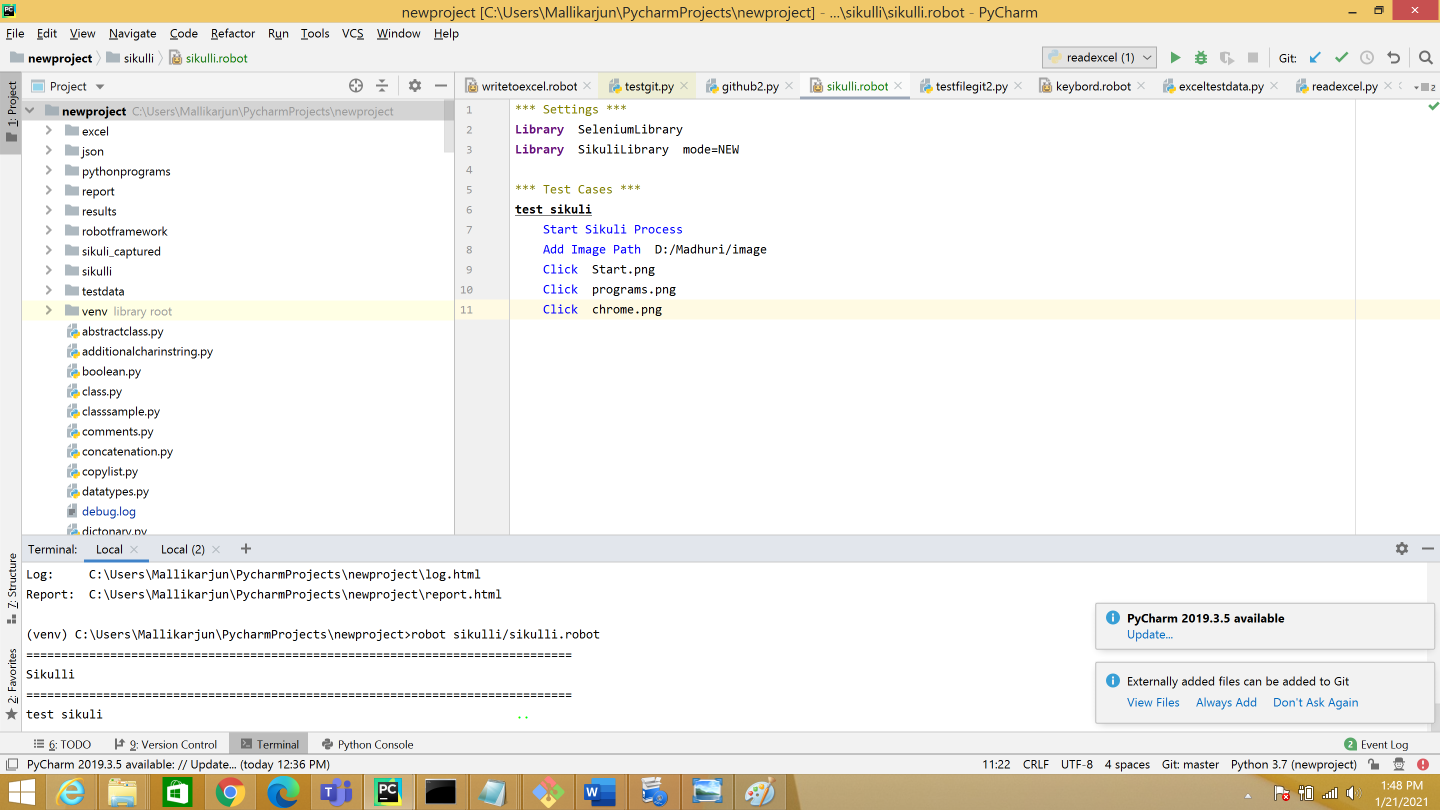 newproject [C:\Users\Mallikarjun\PycharmProjects\newproject] - ...\sikulli\sikulli.robot - PyCharm
File Edit View Navigate Code Refactor Run Tools VCS Window Help
newproject sikulli sikulli.robot
readexcel (1)
Git:
1: Project
Project
writetoexcel.robot
testgit.py
github2.py
sikulli.robot
testfilegit2.py
keybord.robot
exceltestdata.py
readexcel.py
2
newproject C:\Users\Mallikarjun\PycharmProjects\newproject
excel
json
pythonprograms
report
results
robotframework
sikuli_captured
sikulli
testdata
venv library root
abstractclass.py
additionalcharinstring.py
boolean.py
class.py
classsample.py
comments.py
concatenation.py
copylist.py
datatypes.py
debug.log
dictonary.py
1 *** Settings ***
2 Library  SeleniumLibrary
3 Library  SikuliLibrary  mode=NEW
4
5 *** Test Cases ***
6 test sikuli
7     Start Sikuli Process
8     Add Image Path  D:/Madhuri/image
9     Click  Start.png
10     Click  programs.png
11     Click  chrome.png
7: Structure
2: Favorites
Terminal: Local Local (2) +
Log:     C:\Users\Mallikarjun\PycharmProjects\newproject\log.html
Report:  C:\Users\Mallikarjun\PycharmProjects\newproject\report.html
(venv) C:\Users\Mallikarjun\PycharmProjects\newproject>robot sikulli/sikulli.robot
==============================================================================
Sikulli
==============================================================================
test sikuli ..
PyCharm 2019.3.5 available
Update...
Externally added files can be added to Git
View Files Always Add Don't Ask Again
6: TODO 9: Version Control Terminal Python Console
2 Event Log
PyCharm 2019.3.5 available: // Update... (today 12:36 PM)
11:22 CRLF UTF-8 4 spaces Git: master Python 3.7 (newproject)
1:48 PM
1/21/2021